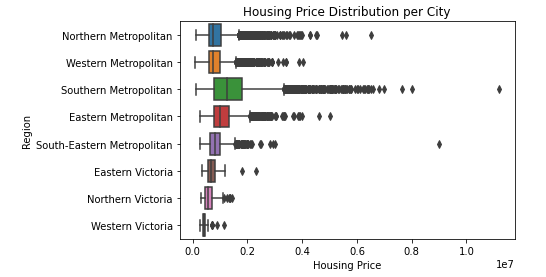 Housing Price Distribution per City
Northern Metropolitan
Western Metropolitan
Southern Metropolitan
Eastern Metropolitan
South-Eastern Metropolitan
Eastern Victoria
Northern Victoria
Western Victoria
Region
0.0 0.2 0.4 0.6 0.8 1.0
1e7
Housing Price